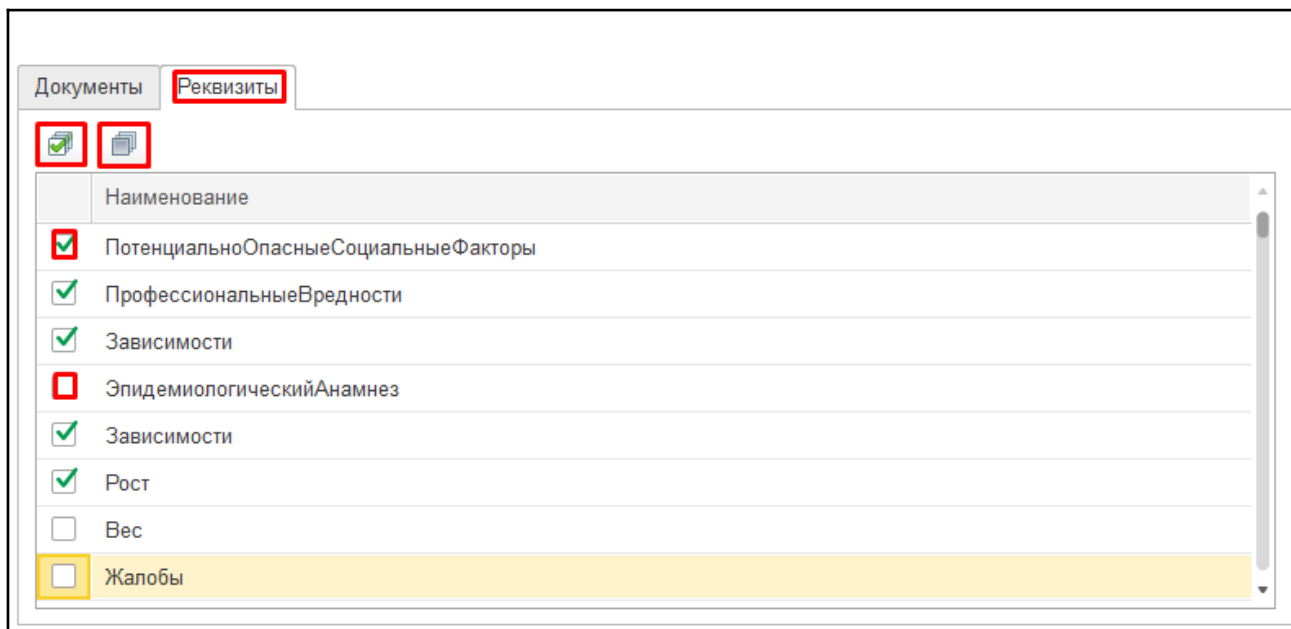 Документы Реквизиты
Наименование
ПотенциальноОпасныеСоциальныеФакторы
ПрофессиональныеВредности
Зависимости
ЭпидемиологическийАнамнез
Зависимости
Рост
Вес
Жалобы